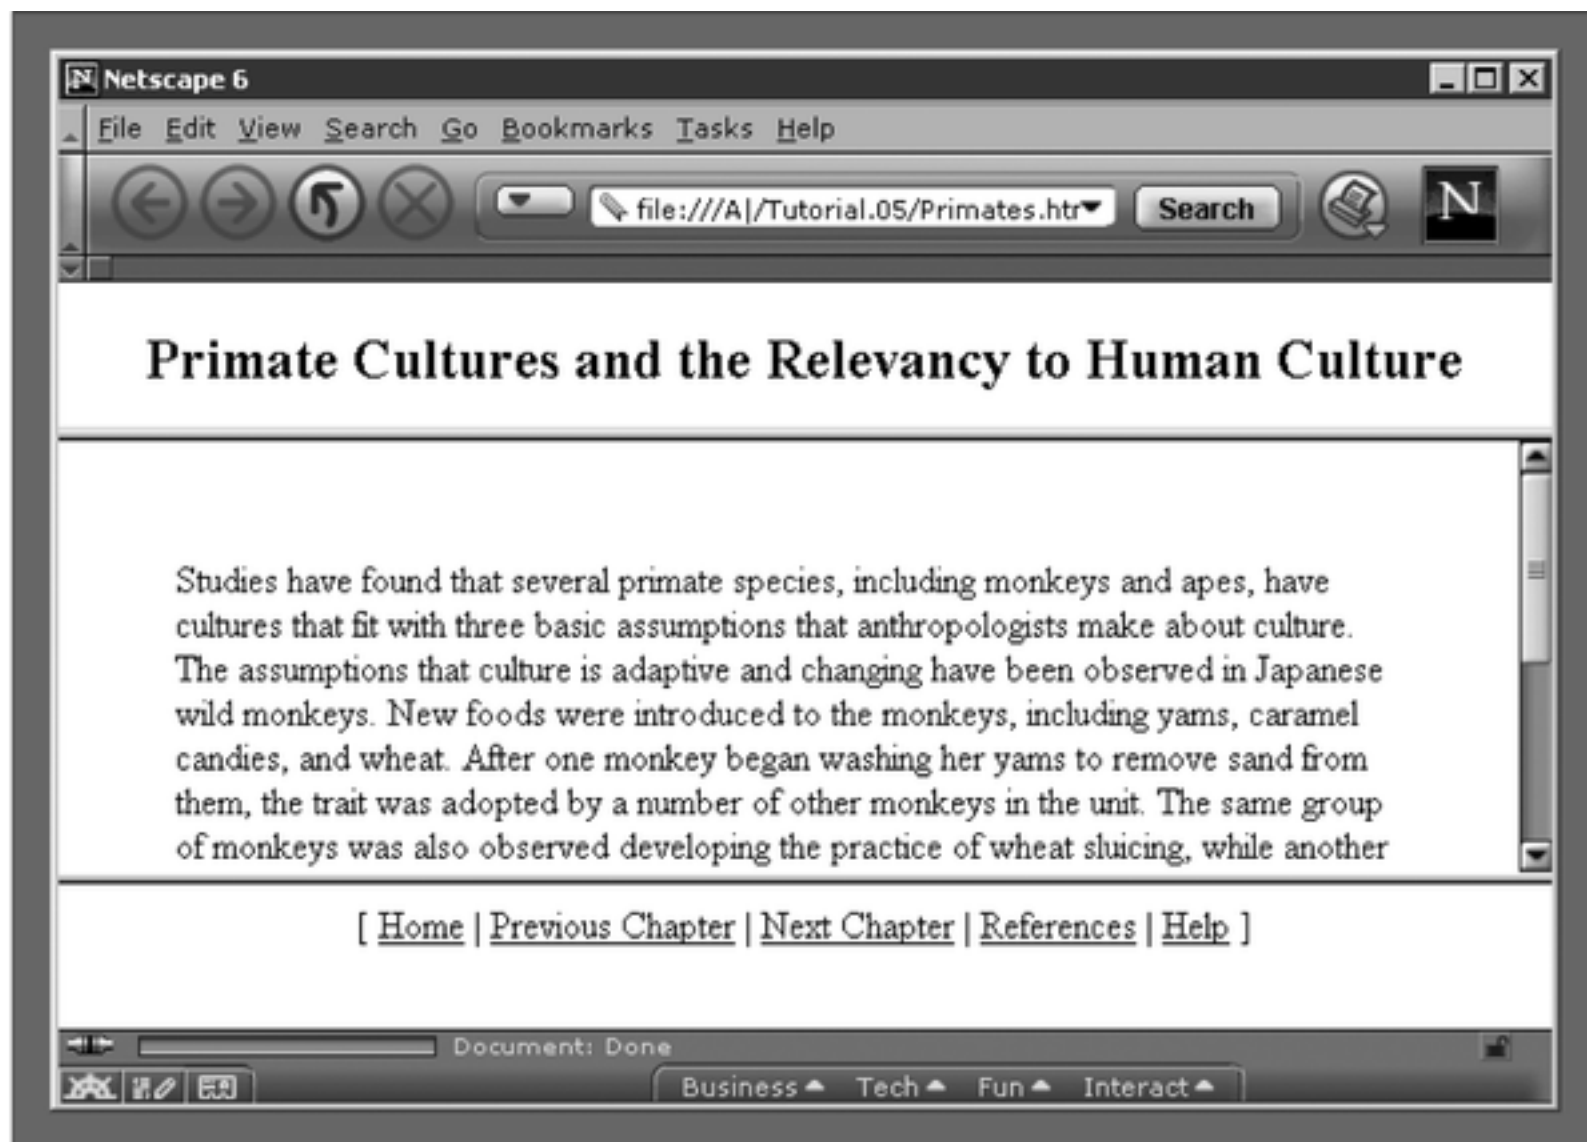 Netscape 6
File Edit View Search Go Bookmarks Tasks Help
file:///A|/Tutorial.05/Primates.htr Search N
Primate Cultures and the Relevancy to Human Culture
Studies have found that several primate species, including monkeys and apes, have
cultures that fit with three basic assumptions that anthropologists make about culture.
The assumptions that culture is adaptive and changing have been observed in Japanese
wild monkeys. New foods were introduced to the monkeys, including yams, caramel
candies, and wheat. After one monkey began washing her yams to remove sand from
them, the trait was adopted by a number of other monkeys in the unit. The same group
of monkeys was also observed developing the practice of wheat sluicing, while another
[ Home | Previous Chapter | Next Chapter | References | Help ]
Document: Done
Business Tech Fun Interact